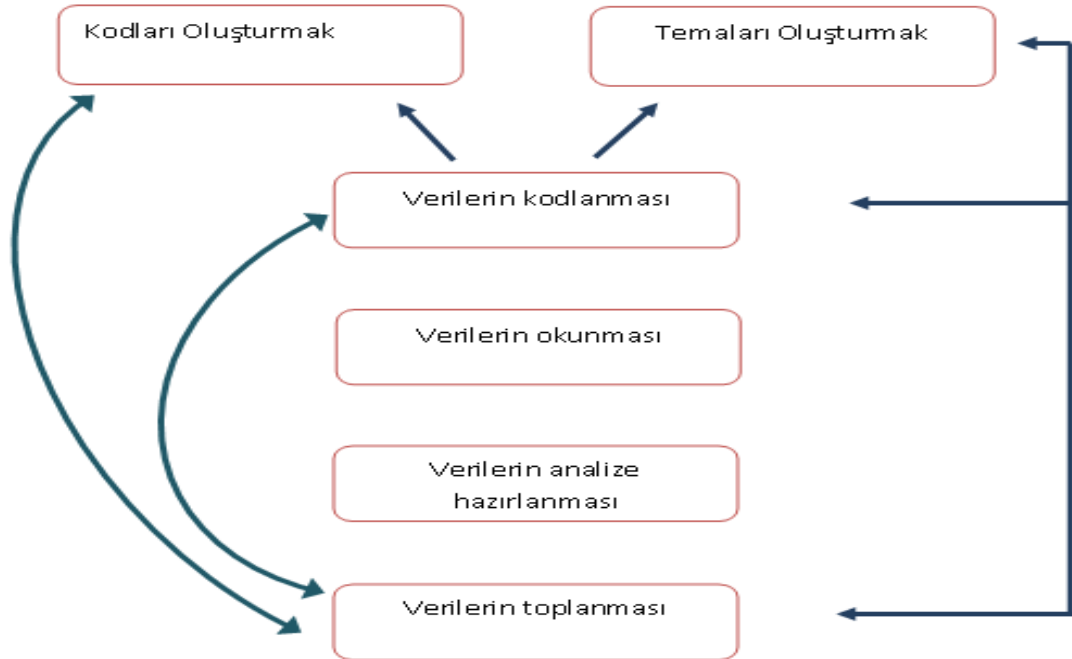 Kodları Oluşturmak
Temaları Oluşturmak
Verilerin kodlanması
Verilerin okunması
Verilerin analize
hazırlanması
Verilerin toplanması